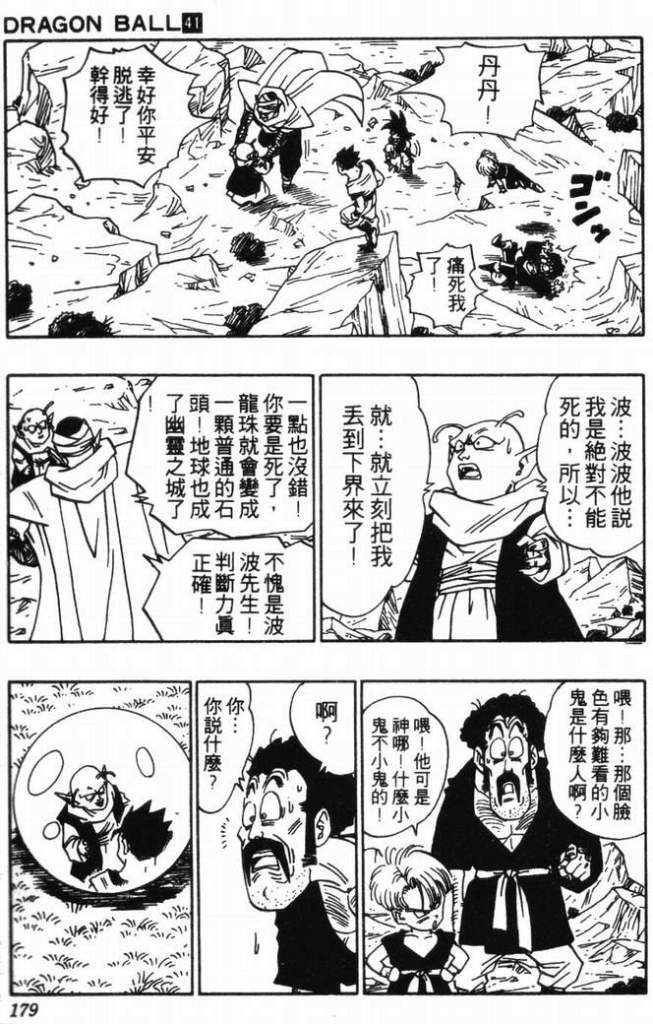 DRAGON BALL 41
丹丹！
幸好你平安
脫逃了！
幹得好！
ゴンッ
痛死我
了！
波…波波他說
我是絕對不能
死的，所以…
就…就立刻把我
丟到下界來了！
一點也沒錯！
你要是死了，
龍珠就會變成
一顆普通的石
頭！地球也成
了幽靈之城了
！
不愧是波
波先生！
判斷力真
正確！
喂！那…那個臉
色有夠難看的小
鬼是什麼人啊？
喂！他可是
神哪！什麼小
鬼不小鬼的！
啊？
你…
你說什麼？
179